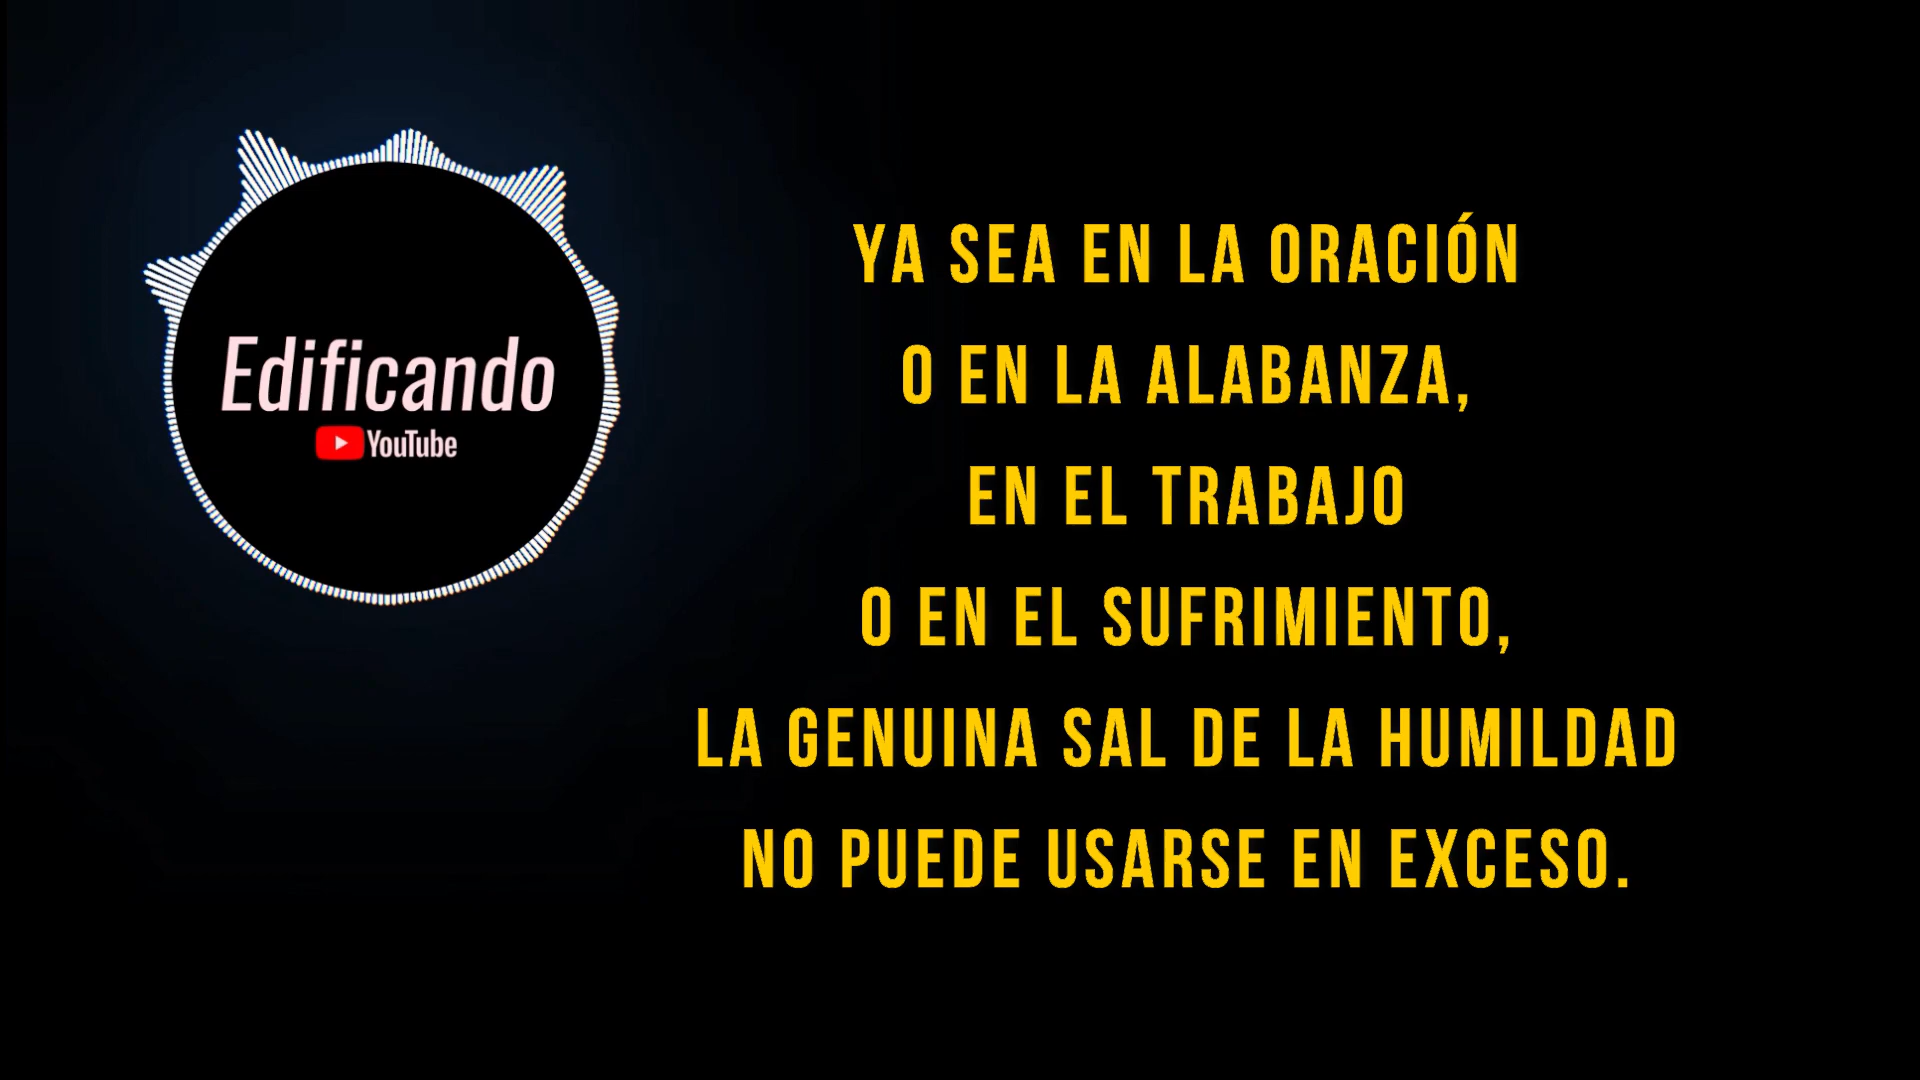 Edificando
YouTube
YA SEA EN LA ORACIÓN
O EN LA ALABANZA,
EN EL TRABAJO
O EN EL SUFRIMIENTO,
LA GENUINA SAL DE LA HUMILDAD
NO PUEDE USARSE EN EXCESO.